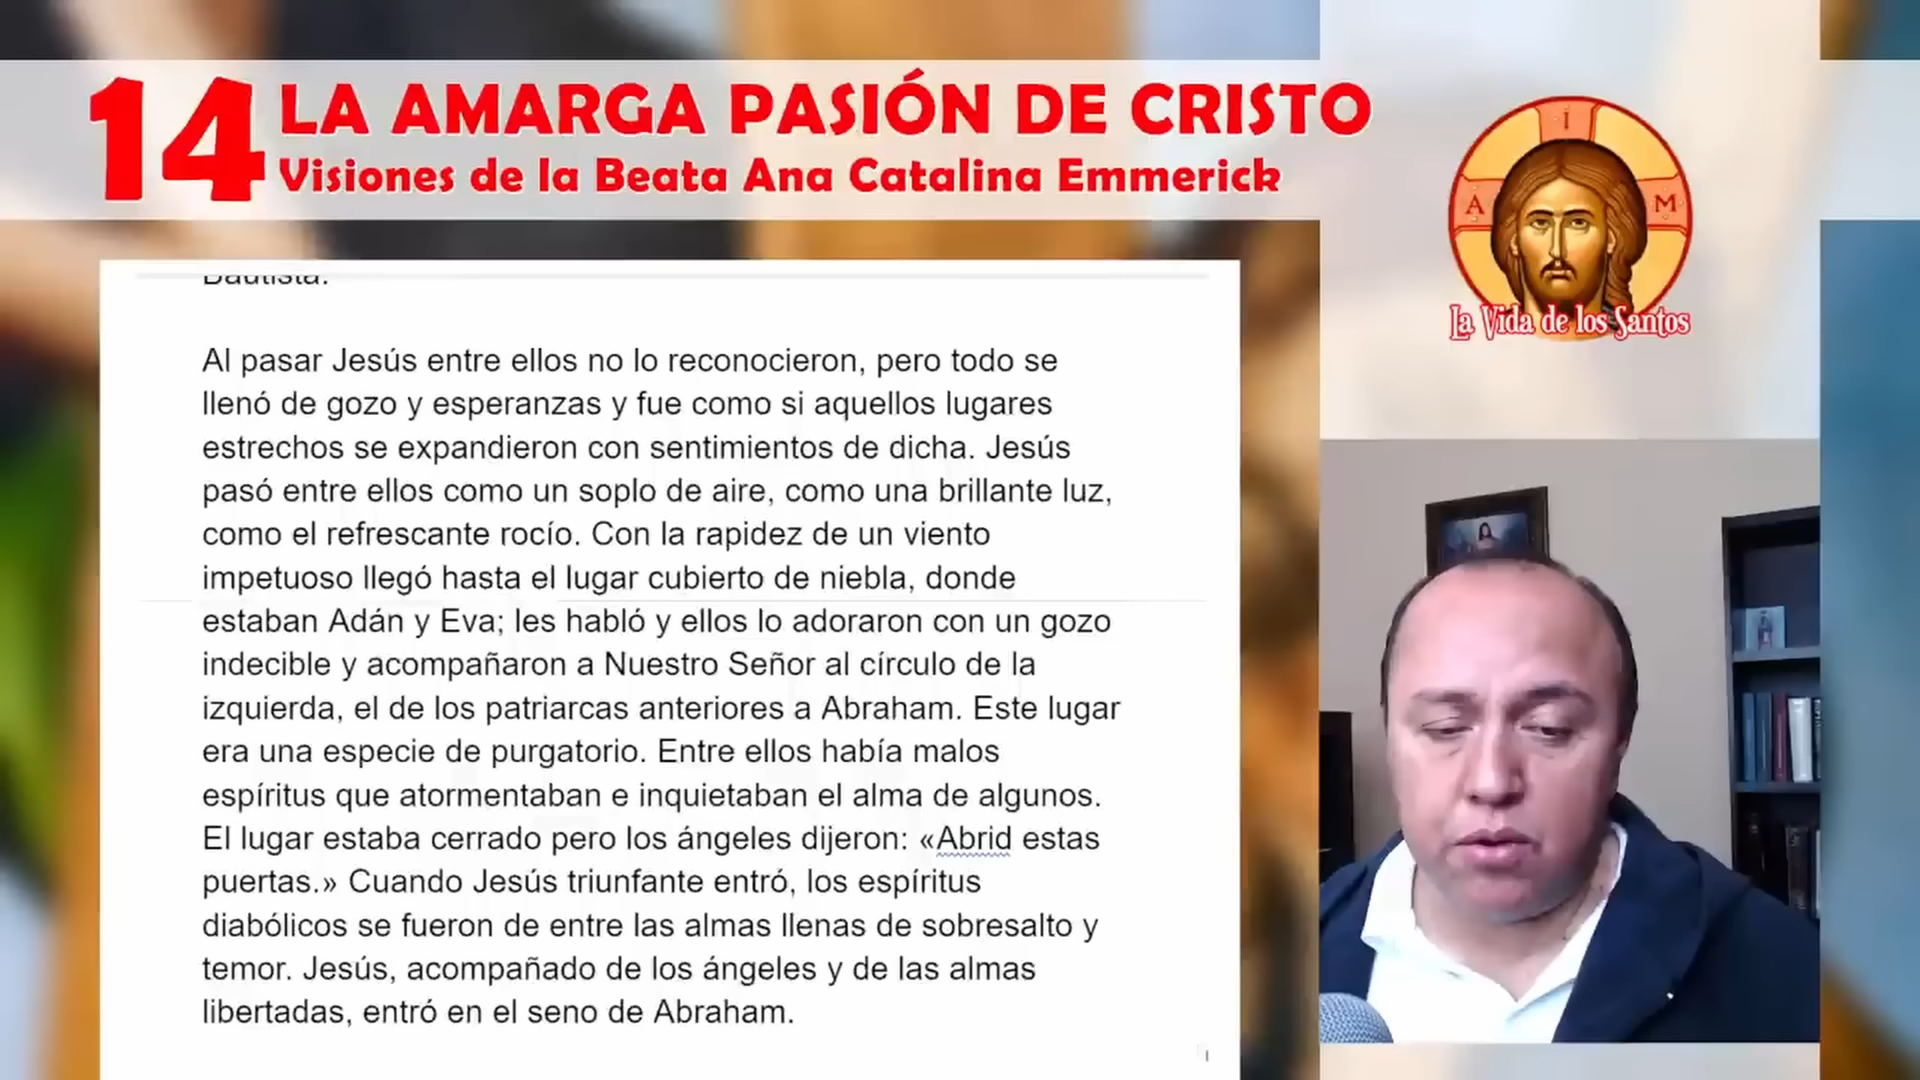 14 LA AMARGA PASIÓN DE CRISTO
Visiones de la Beata Ana Catalina Emmerick
I
A M
La Vida de los Santos
Bautista.
Al pasar Jesús entre ellos no lo reconocieron, pero todo se
llenó de gozo y esperanzas y fue como si aquellos lugares
estrechos se expandieron con sentimientos de dicha. Jesús
pasó entre ellos como un soplo de aire, como una brillante luz,
como el refrescante rocío. Con la rapidez de un viento
impetuoso llegó hasta el lugar cubierto de niebla, donde
estaban Adán y Eva; les habló y ellos lo adoraron con un gozo
indecible y acompañaron a Nuestro Señor al círculo de la
izquierda, el de los patriarcas anteriores a Abraham. Este lugar
era una especie de purgatorio. Entre ellos había malos
espíritus que atormentaban e inquietaban el alma de algunos.
El lugar estaba cerrado pero los ángeles dijeron: «Abrid estas
puertas.» Cuando Jesús triunfante entró, los espíritus
diabólicos se fueron de entre las almas llenas de sobresalto y
temor. Jesús, acompañado de los ángeles y de las almas
libertadas, entró en el seno de Abraham.